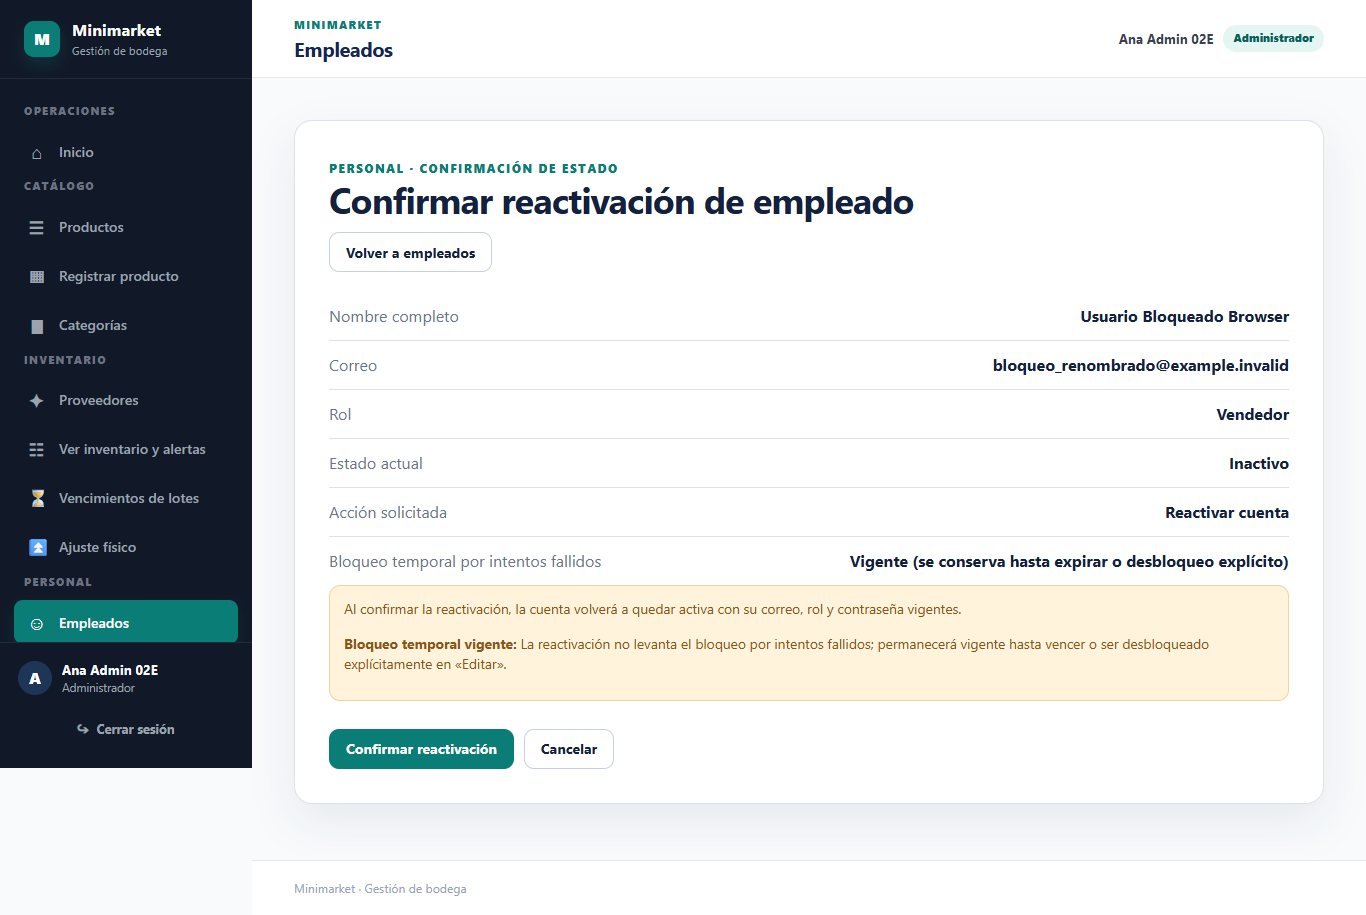 M
Minimarket
Gestión de bodega
OPERACIONES
Inicio
CATÁLOGO
Productos
Registrar producto
Categorías
INVENTARIO
Proveedores
Ver inventario y alertas
Vencimientos de lotes
Ajuste físico
PERSONAL
Empleados
A
Ana Admin 02E
Administrador
Cerrar sesión
MINIMARKET
Empleados
Ana Admin 02E
Administrador
PERSONAL · CONFIRMACIÓN DE ESTADO
Confirmar reactivación de empleado
Volver a empleados
Nombre completo Usuario Bloqueado Browser
Correo bloqueo_renombrado@example.invalid
Rol Vendedor
Estado actual Inactivo
Acción solicitada Reactivar cuenta
Bloqueo temporal por intentos fallidos Vigente (se conserva hasta expirar o desbloqueo explícito)
Al confirmar la reactivación, la cuenta volverá a quedar activa con su correo, rol y contraseña vigentes.
Bloqueo temporal vigente: La reactivación no levanta el bloqueo por intentos fallidos; permanecerá vigente hasta vencer o ser desbloqueado
explícitamente en «Editar».
Confirmar reactivación
Cancelar
Minimarket · Gestión de bodega